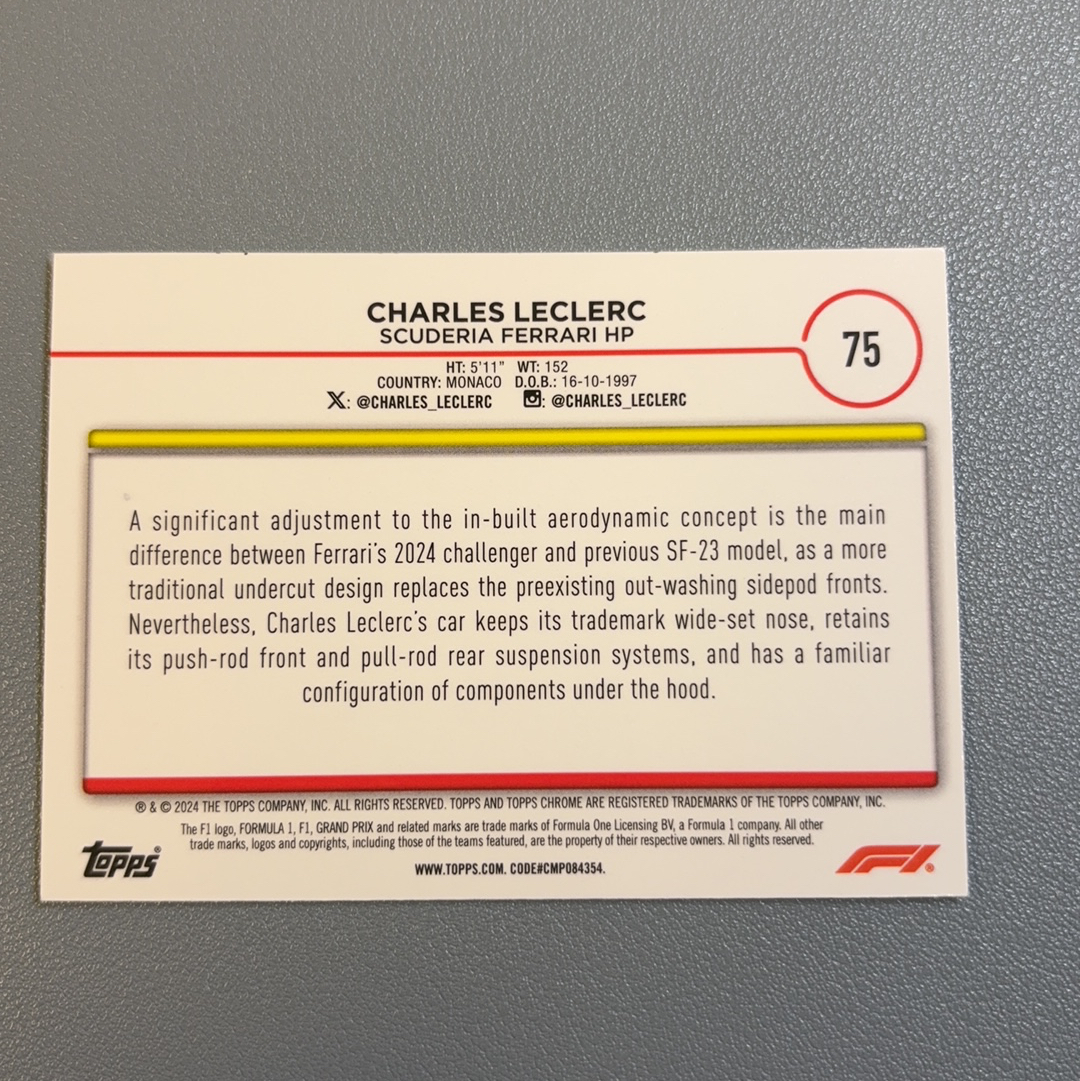 CHARLES LECLERC
SCUDERIA FERRARI HP
75
HT: 5'11" WT: 152
COUNTRY: MONACO D.O.B.: 16-10-1997
X: @CHARLES_LECLERC : @CHARLES_LECLERC
A significant adjustment to the in-built aerodynamic concept is the main
difference between Ferrari's 2024 challenger and previous SF-23 model, as a more
traditional undercut design replaces the preexisting out-washing sidepod fronts.
Nevertheless, Charles Leclerc's car keeps its trademark wide-set nose, retains
its push-rod front and pull-rod rear suspension systems, and has a familiar
configuration of components under the hood.
® & © 2024 THE TOPPS COMPANY, INC. ALL RIGHTS RESERVED. TOPPS AND TOPPS CHROME ARE REGISTERED TRADEMARKS OF THE TOPPS COMPANY, INC.
The F1 logo, FORMULA 1, F1, GRAND PRIX and related marks are trade marks of Formula One Licensing BV, a Formula 1 company. All other
trade marks, logos and copyrights, including those of the teams featured, are the property of their respective owners. All rights reserved.
WWW.TOPPS.COM. CODE#CMP084354.
Topps®
F1®